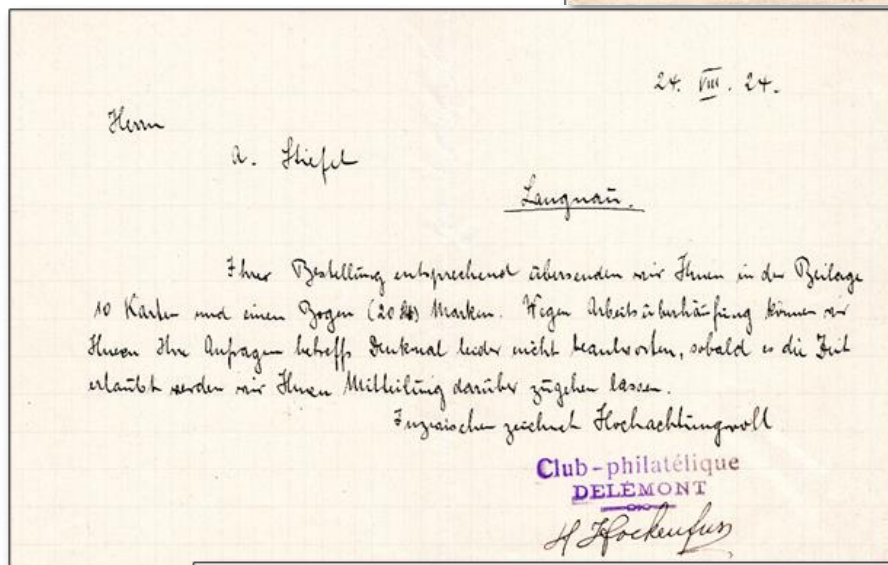 24. VIII. 24.
Herrn
A. Stiefel
Langnau.
Ihrer Bestellung entsprechend übersenden wir Ihnen in der Beilage
10 Karten und einen Bogen (20 St) Marken. Wegen Arbeitsüberhäufung können wir
Ihnen Ihre Anfragen betreffs Denkmal leider nicht beantworten, sobald es die Zeit
erlaubt werden wir Ihnen Mitteilung darüber zugehen lassen.
Inzwischen zeichnet Hochachtungsvoll
Club-philatélique
DELÉMONT
H Hockenfuss